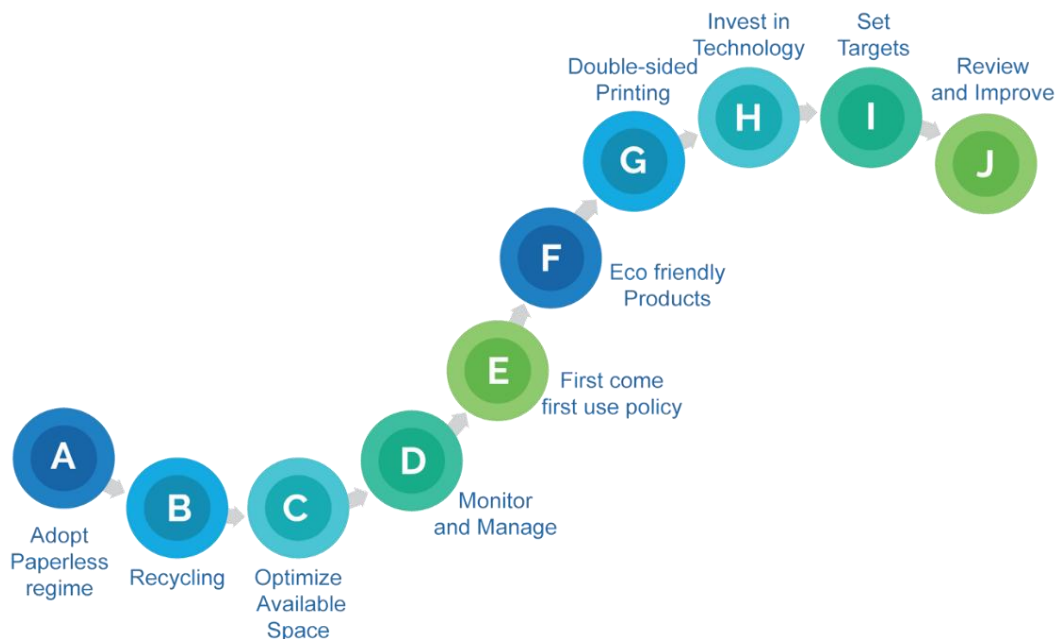 A
Adopt
Paperless
regime
B
Recycling
C
Optimize
Available
Space
D
Monitor
and Manage
E
First come
first use policy
F
Eco friendly
Products
G
Double-sided
Printing
H
Invest in
Technology
I
Set
Targets
J
Review
and Improve